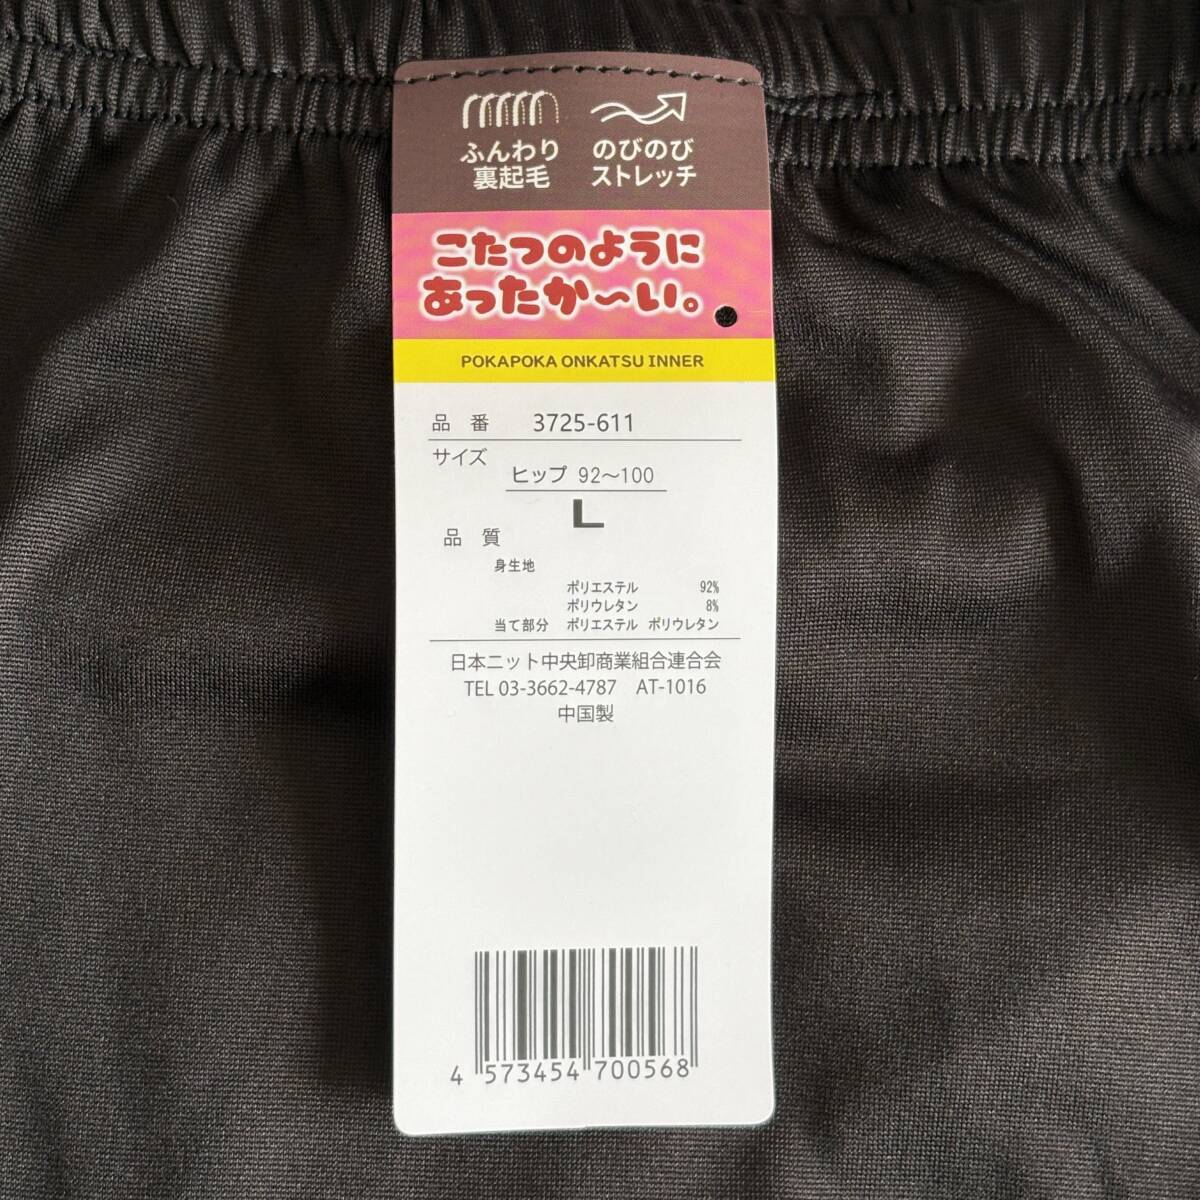 ふんわり
裏起毛
のびのび
ストレッチ
こたつのように
あったか～い。
POKAPOKA ONKATSU INNER
品番 3725-611
サイズ
ヒップ 92～100
L
品質
身生地
ポリエステル 92%
ポリウレタン 8%
当て部分 ポリエステル ポリウレタン
日本ニット中央卸商業組合連合会
TEL 03-3662-4787 AT-1016
中国製
4 573454 700568